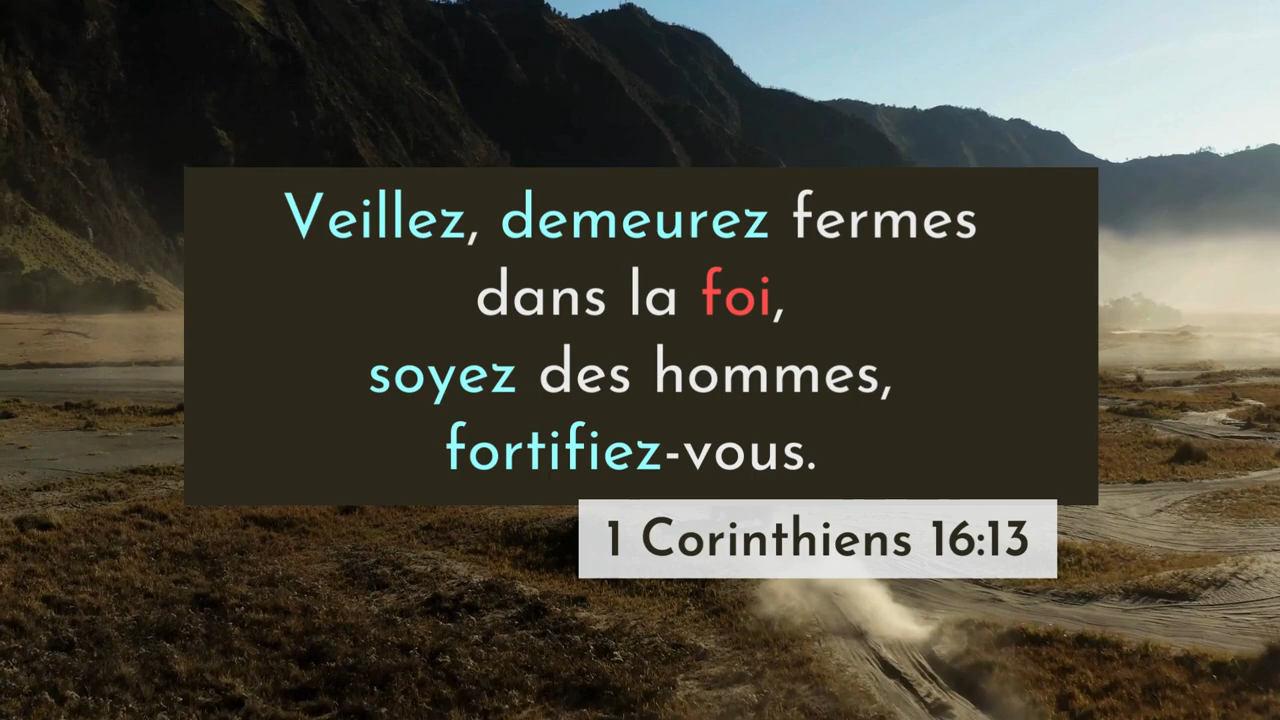 Veillez, demeurez fermes
dans la foi,
soyez des hommes,
fortifiez-vous.
1 Corinthiens 16:13